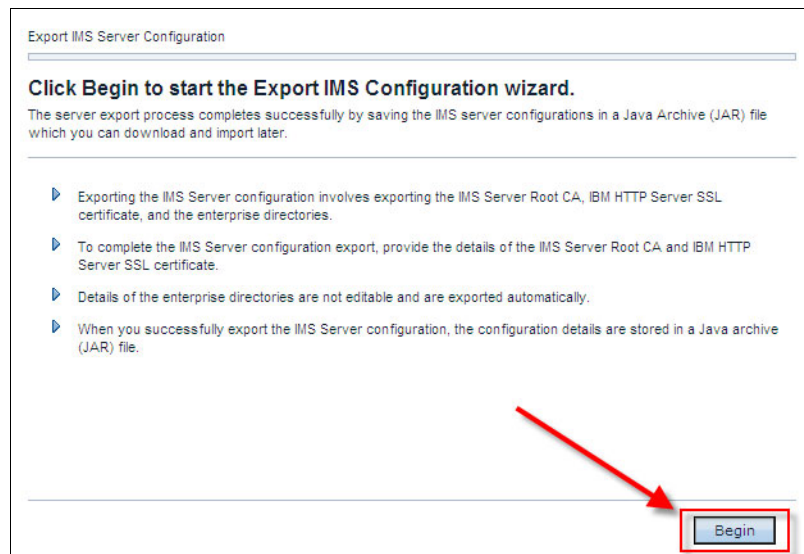 Export IMS Server Configuration
Click Begin to start the Export IMS Configuration wizard.
The server export process completes successfully by saving the IMS server configurations in a Java Archive (JAR) file
which you can download and import later.
Exporting the IMS Server configuration involves exporting the IMS Server Root CA, IBM HTTP Server SSL
certificate, and the enterprise directories.
To complete the IMS Server configuration export, provide the details of the IMS Server Root CA and IBM HTTP
Server SSL certificate.
Details of the enterprise directories are not editable and are exported automatically.
When you successfully export the IMS Server configuration, the configuration details are stored in a Java archive
(JAR) file.
Begin